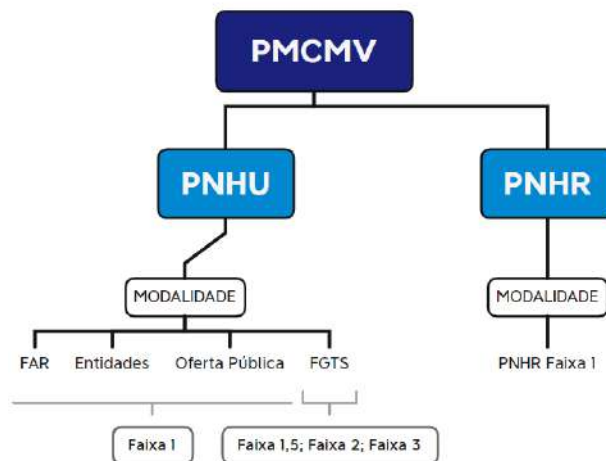 PMCMV
PNHU
PNHR
MODALIDADE
MODALIDADE
FAR
Entidades
Oferta Pública
FGTS
PNHR Faixa 1
Faixa 1
Faixa 1,5; Faixa 2; Faixa 3